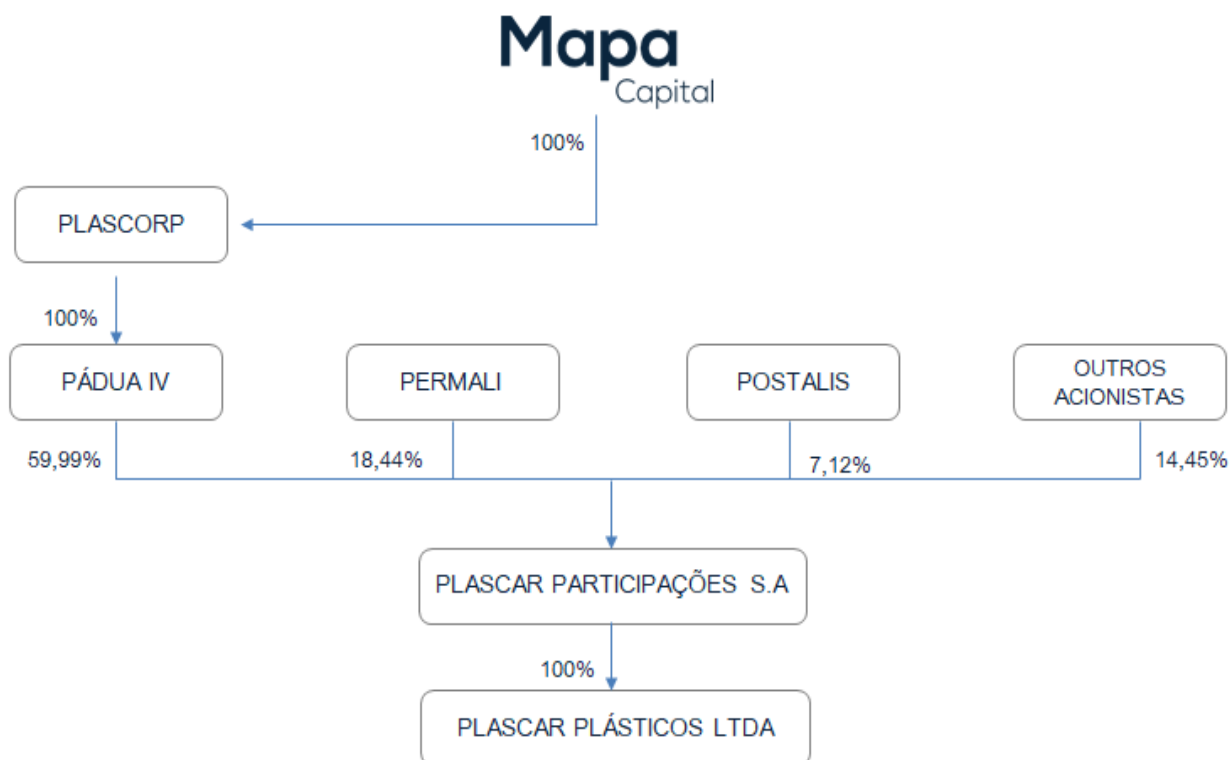 Mapa
Capital
100%
PLASCORP
100%
PÁDUA IV
PERMALI
POSTALIS
OUTROS
ACIONISTAS
59,99%
18,44%
7,12%
14,45%
PLASCAR PARTICIPAÇÕES S.A
100%
PLASCAR PLÁSTICOS LTDA